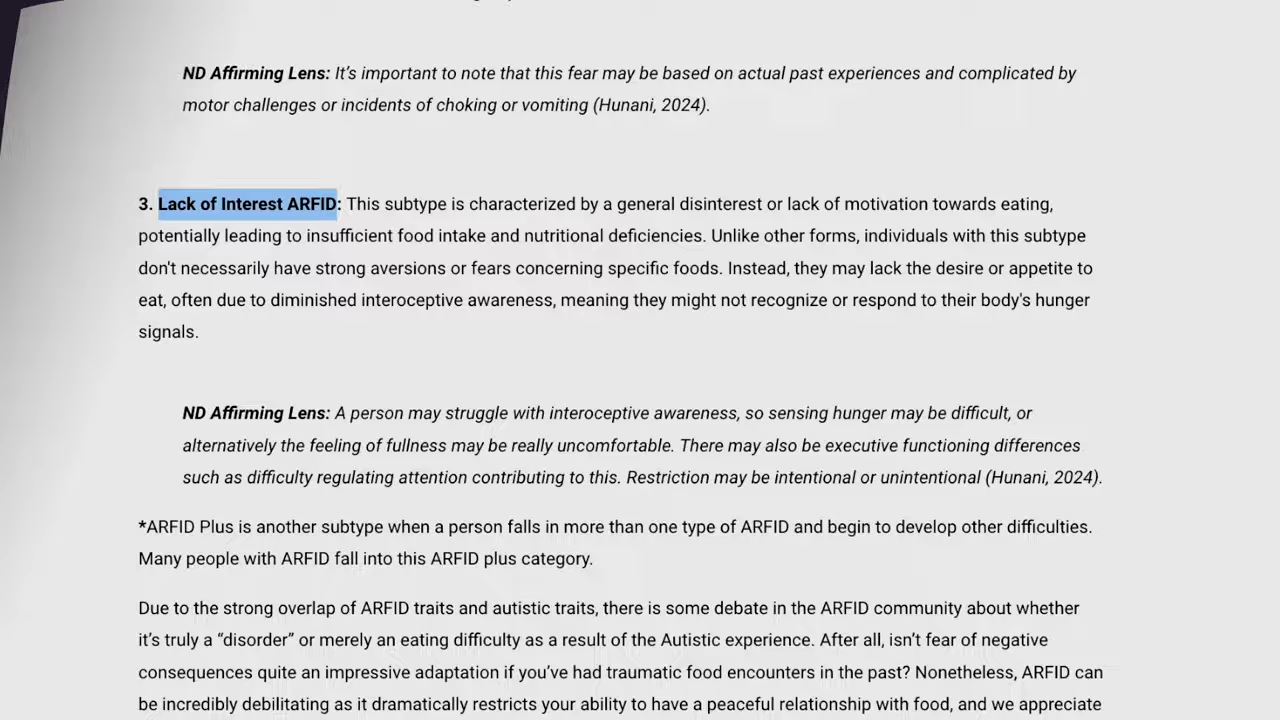 ND Affirming Lens: It’s important to note that this fear may be based on actual past experiences and complicated by
motor challenges or incidents of choking or vomiting (Hunani, 2024).
3. Lack of Interest ARFID: This subtype is characterized by a general disinterest or lack of motivation towards eating,
potentially leading to insufficient food intake and nutritional deficiencies. Unlike other forms, individuals with this subtype
don't necessarily have strong aversions or fears concerning specific foods. Instead, they may lack the desire or appetite to
eat, often due to diminished interoceptive awareness, meaning they might not recognize or respond to their body's hunger
signals.
ND Affirming Lens: A person may struggle with interoceptive awareness, so sensing hunger may be difficult, or
alternatively the feeling of fullness may be really uncomfortable. There may also be executive functioning differences
such as difficulty regulating attention contributing to this. Restriction may be intentional or unintentional (Hunani, 2024).
*ARFID Plus is another subtype when a person falls in more than one type of ARFID and begin to develop other difficulties.
Many people with ARFID fall into this ARFID plus category.
Due to the strong overlap of ARFID traits and autistic traits, there is some debate in the ARFID community about whether
it’s truly a “disorder” or merely an eating difficulty as a result of the Autistic experience. After all, isn’t fear of negative
consequences quite an impressive adaptation if you’ve had traumatic food encounters in the past? Nonetheless, ARFID can
be incredibly debilitating as it dramatically restricts your ability to have a peaceful relationship with food, and we appreciate